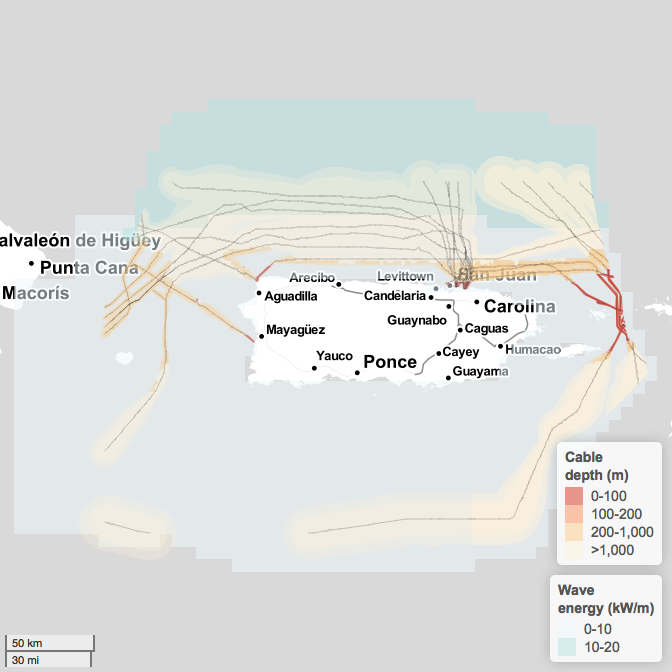 alvaleón de Higüey
Punta Cana
Macorís
Arecibo
Levittown
San Juan
Aguadilla
Candelaria
Carolina
Guaynabo
Mayagüez
Caguas
Yauco
Ponce
Cayey
Humacao
Guayama
Cable
depth (m)
0-100
100-200
200-1,000
>1,000
Wave
energy (kW/m)
0-10
10-20
50 km
30 mi